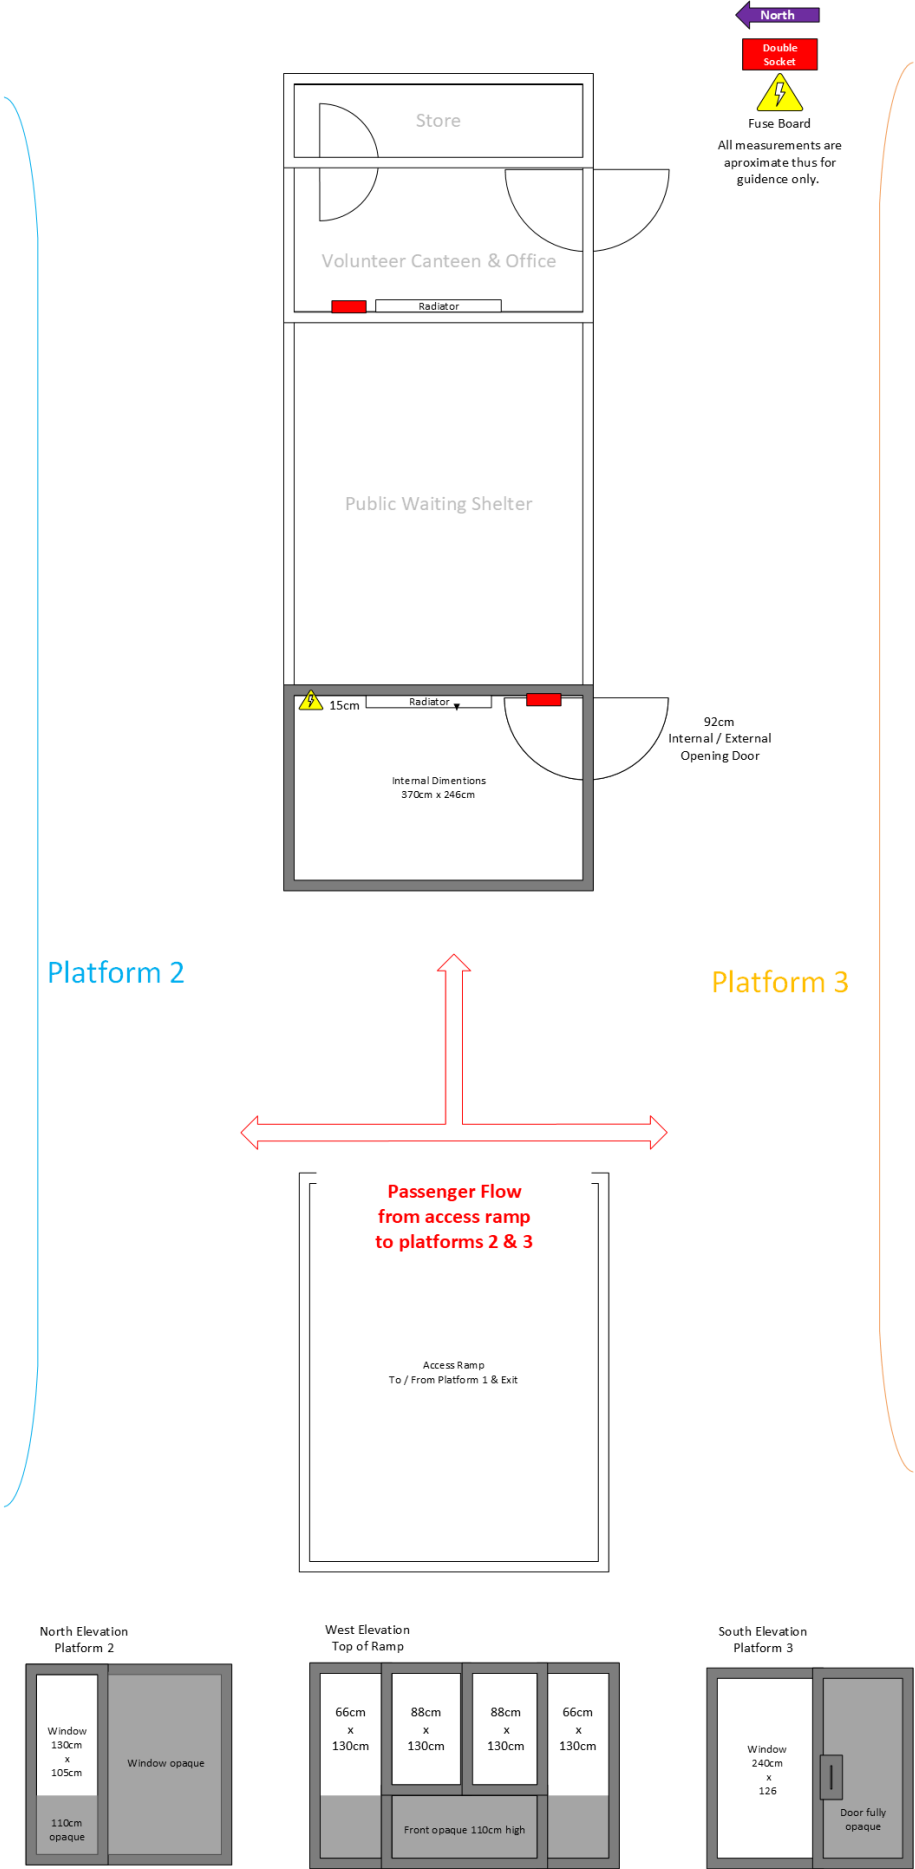 North
Double
Socket
Fuse Board
All measurements are
aproximate thus for
guidence only.
Store
Volunteer Canteen & Office
Radiator
Public Waiting Shelter
15cm
Radiator
92cm
Internal / External
Opening Door
Internal Dimentions
370cm x 246cm
Platform 2
Platform 3
Passenger Flow
from access ramp
to platforms 2 & 3
Access Ramp
To / From Platform 1 & Exit
North Elevation
Platform 2
Window
130cm
x
105cm
110cm
opaque
Window opaque
West Elevation
Top of Ramp
66cm
x
130cm
88cm
x
130cm
88cm
x
130cm
66cm
x
130cm
Front opaque 110cm high
South Elevation
Platform 3
Window
240cm
x
126
Door fully
opaque